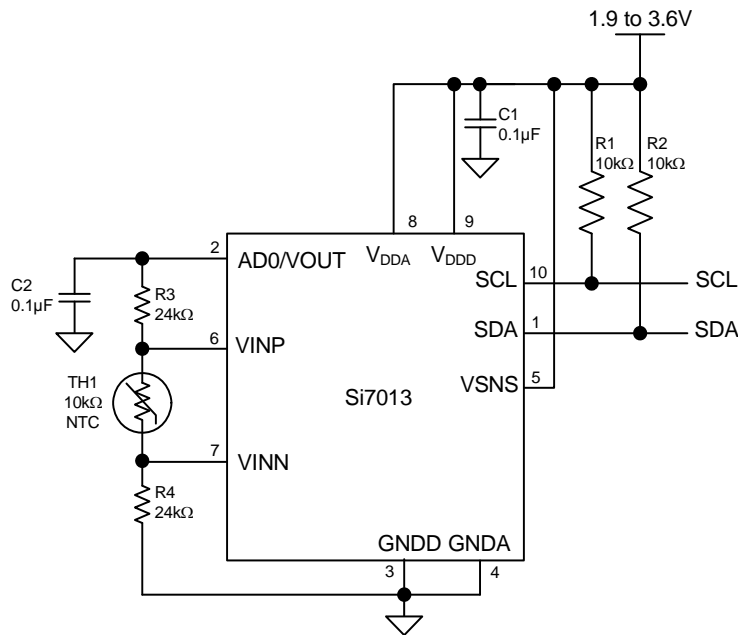 1.9 to 3.6V
C1
0.1µF
R1
10kΩ
R2
10kΩ
8
9
2
AD0/VOUT
VDDA
VDDD
C2
0.1µF
R3
24kΩ
SCL
10
SCL
6
VINP
SDA
1
SDA
TH1
10kΩ
NTC
VSNS
5
Si7013
7
VINN
R4
24kΩ
GNDD
GNDA
3
4